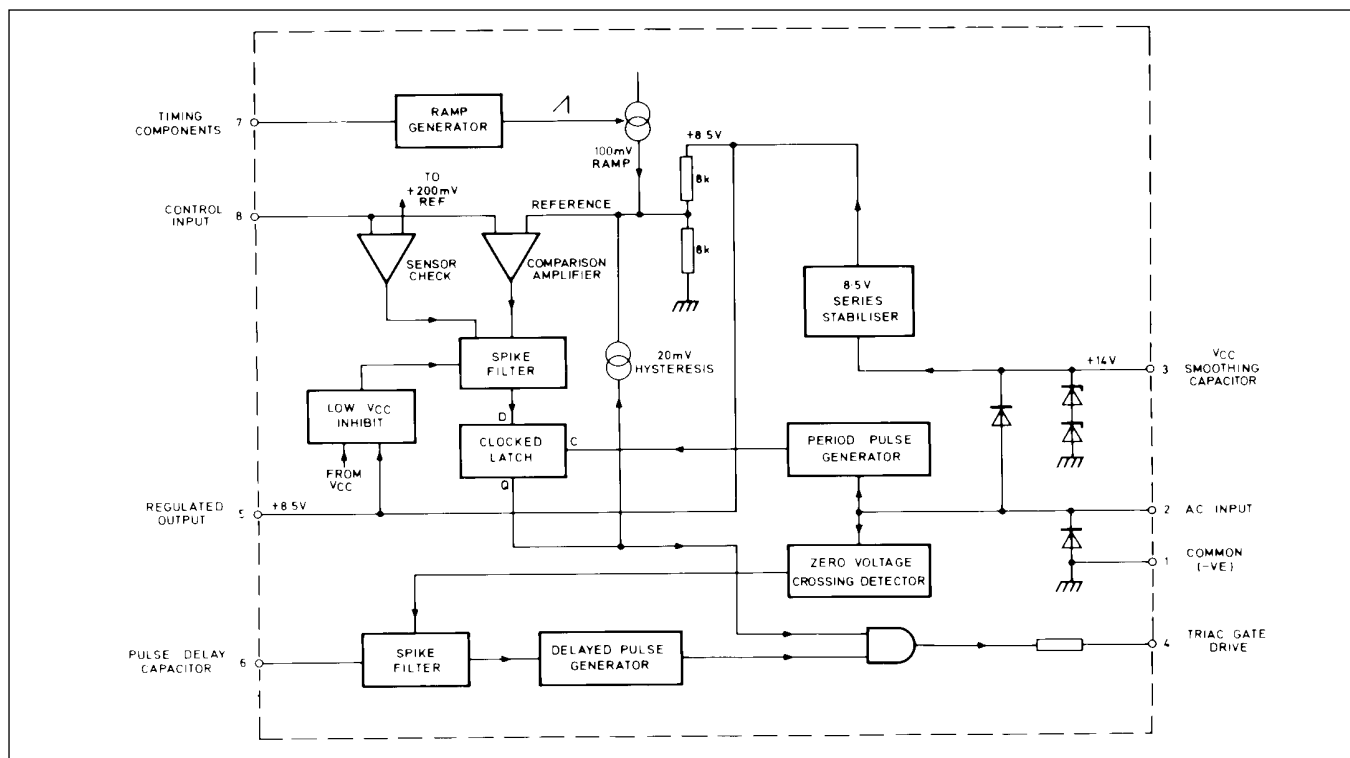 TIMING
COMPONENTS
7
RAMP
GENERATOR
100mV
RAMP
+8.5V
8k
TO
+200mV
REF
CONTROL
INPUT
8
REFERENCE
8k
SENSOR
CHECK
COMPARISON
AMPLIFIER
8·5V
SERIES
STABILISER
SPIKE
FILTER
20mV
HYSTERESIS
+14V
3
VCC
SMOOTHING
CAPACITOR
LOW VCC
INHIBIT
D
CLOCKED
LATCH
C
Q
PERIOD PULSE
GENERATOR
FROM
VCC
REGULATED
OUTPUT
5
+8.5V
2
AC INPUT
ZERO VOLTAGE
CROSSING DETECTOR
1
COMMON
(-VE)
PULSE DELAY
CAPACITOR
6
SPIKE
FILTER
DELAYED PULSE
GENERATOR
4
TRIAC GATE
DRIVE